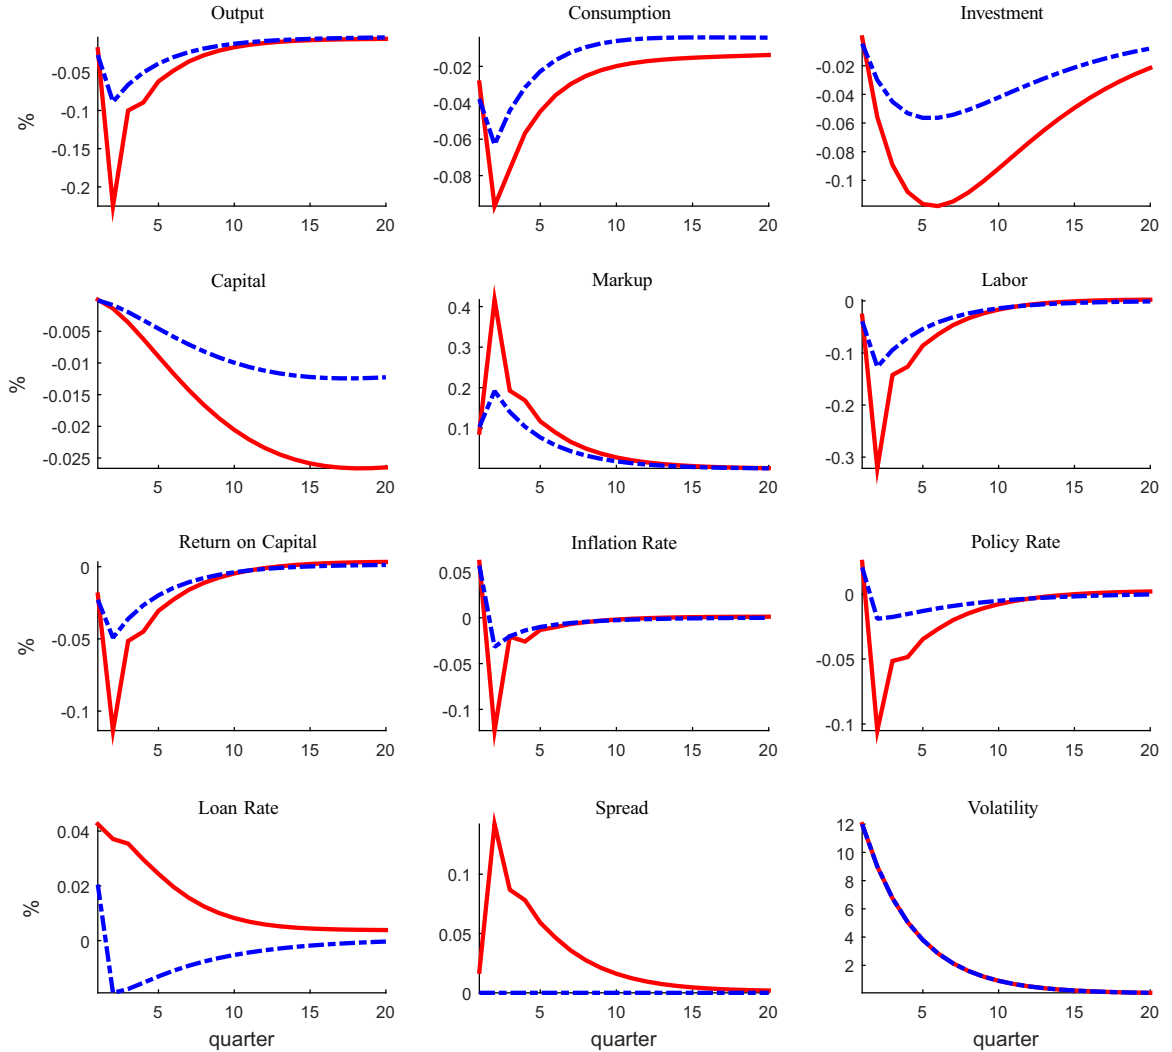 Output Consumption Investment
-0.05
-0.1
-0.15
-0.2
%
5 10 15 20
-0.02
-0.04
-0.06
-0.08
5 10 15 20
-0.02
-0.04
-0.06
-0.08
-0.1
5 10 15 20
Capital Markup Labor
-0.005
-0.01
-0.015
-0.02
-0.025
%
5 10 15 20
0.4
0.3
0.2
0.1
5 10 15 20
0
-0.1
-0.2
-0.3
5 10 15 20
Return on Capital Inflation Rate Policy Rate
0
-0.05
-0.1
%
5 10 15 20
0.05
0
-0.05
-0.1
5 10 15 20
0
-0.05
-0.1
5 10 15 20
Loan Rate Spread Volatility
0.04
0.02
0
%
5 10 15 20
quarter
0.1
0.05
0
5 10 15 20
quarter
12
10
8
6
4
2
5 10 15 20
quarter